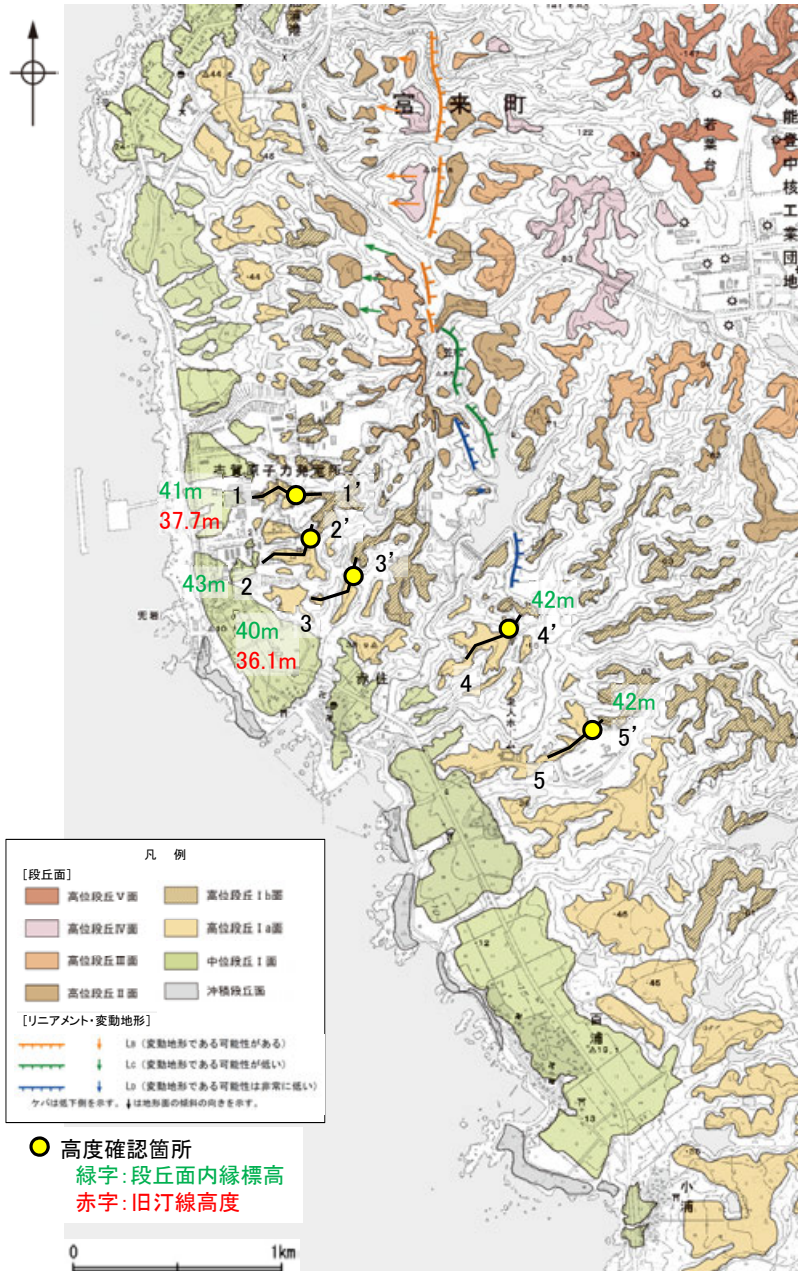 富来町
能登中核工業団地
若葉台
志賀原子力発電所
41m
37.7m
1
1'
2'
2
3'
3
43m
40m
36.1m
42m
4'
4
42m
5'
5
赤住
百浦
小浦
凡 例
[段丘面]
高位段丘Ⅴ面
高位段丘Ⅰb面
高位段丘Ⅳ面
高位段丘Ⅰa面
高位段丘Ⅲ面
中位段丘Ⅰ面
高位段丘Ⅱ面
沖積段丘面
[リニアメント・変動地形]
LB (変動地形である可能性がある)
LC (変動地形である可能性が低い)
LD (変動地形である可能性は非常に低い)
ケバは低下側を示す。↓は地形面の傾斜の向きを示す。
高度確認箇所
緑字:段丘面内縁標高
赤字:旧汀線高度
0
1km